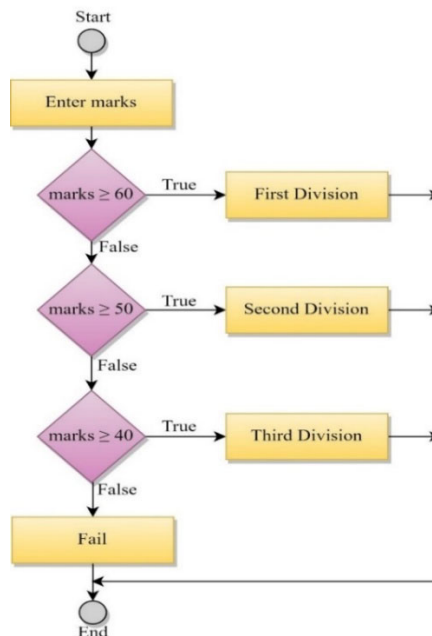 Start
Enter marks
marks ≥ 60
True
First Division
False
marks ≥ 50
True
Second Division
False
marks ≥ 40
True
Third Division
False
Fail
End